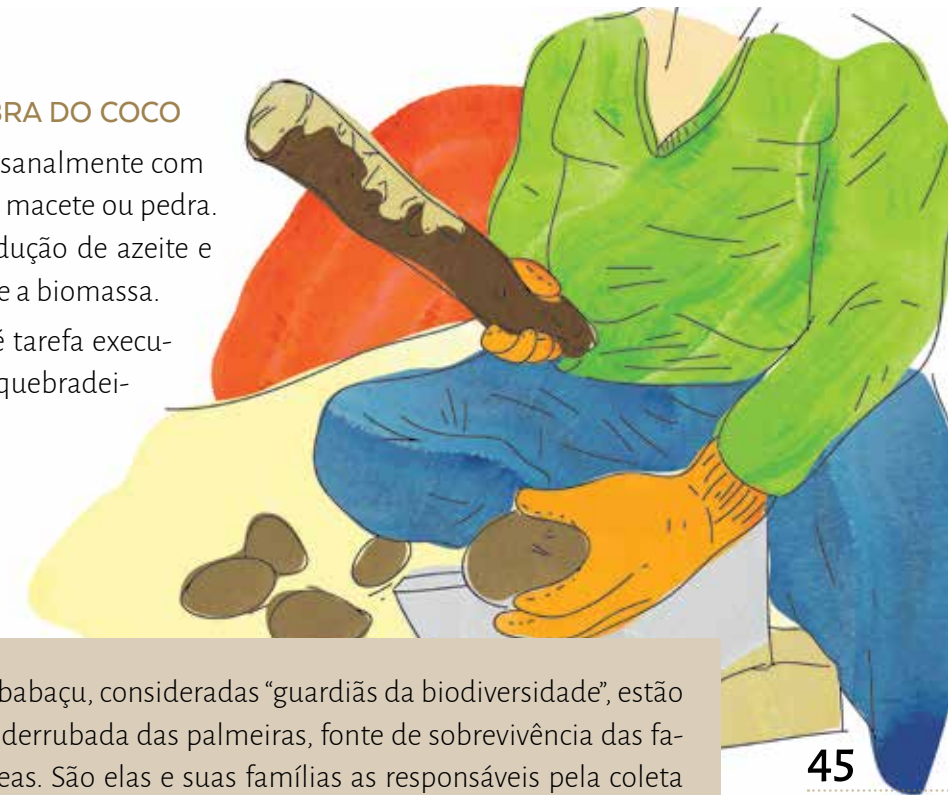 BRA DO COCO
sanalmente com
macete ou pedra.
dução de azeite e
e a biomassa.
é tarefa execu-
quebradei-
babaçu, consideradas “guardiãs da biodiversidade”, estão
derrubada das palmeiras, fonte de sobrevivência das fa-
eas. São elas e suas famílias as responsáveis pela coleta
45